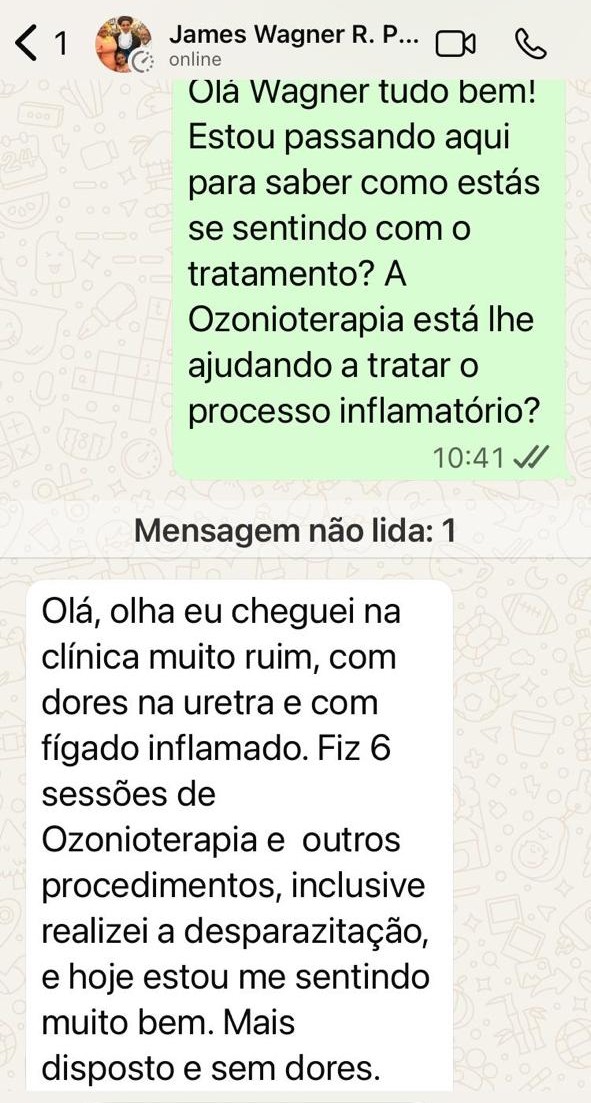 1
James Wagner R. P...
online
Olá Wagner tudo bem!
Estou passando aqui
para saber como estás
se sentindo com o
tratamento? A
Ozonioterapia está lhe
ajudando a tratar o
processo inflamatório?
10:41
Mensagem não lida: 1
Olá, olha eu cheguei na
clínica muito ruim, com
dores na uretra e com
fígado inflamado. Fiz 6
sessões de
Ozonioterapia e outros
procedimentos, inclusive
realizei a desparazitação,
e hoje estou me sentindo
muito bem. Mais
disposto e sem dores.